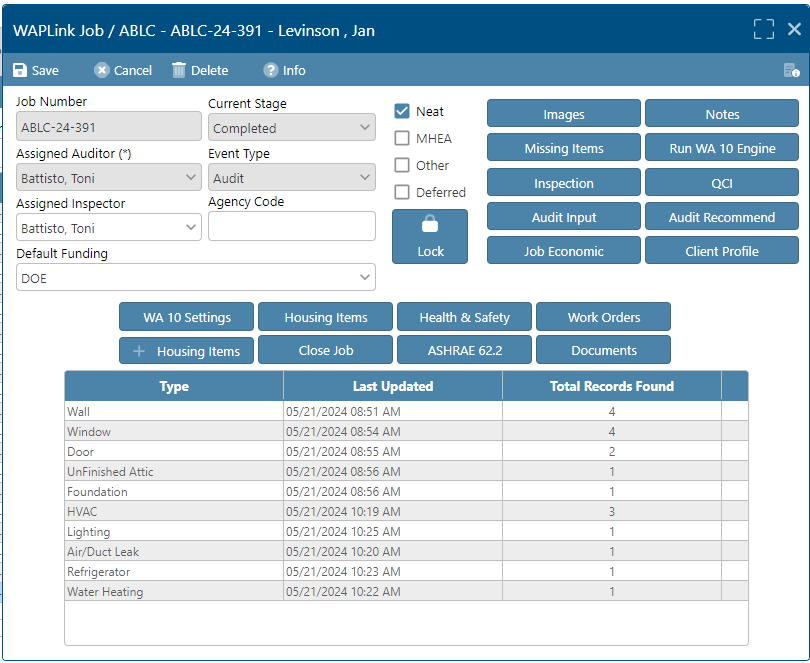 WAPLink Job / ABLC - ABLC-24-391 - Levinson , Jan
Save Cancel Delete Info
Job Number
ABLC-24-391
Current Stage
Completed
Assigned Auditor (*)
Battisto, Toni
Event Type
Audit
Assigned Inspector
Battisto, Toni
Agency Code
Default Funding
DOE
Neat
MHEA
Other
Deferred
Lock
Images Notes
Missing Items Run WA 10 Engine
Inspection QCI
Audit Input Audit Recommend
Job Economic Client Profile
WA 10 Settings Housing Items Health & Safety Work Orders
+ Housing Items Close Job ASHRAE 62.2 Documents
Type Last Updated Total Records Found
Wall 05/21/2024 08:51 AM 4
Window 05/21/2024 08:54 AM 4
Door 05/21/2024 08:55 AM 2
UnFinished Attic 05/21/2024 08:56 AM 1
Foundation 05/21/2024 08:56 AM 1
HVAC 05/21/2024 10:19 AM 3
Lighting 05/21/2024 10:25 AM 1
Air/Duct Leak 05/21/2024 10:20 AM 1
Refrigerator 05/21/2024 10:23 AM 1
Water Heating 05/21/2024 10:22 AM 1